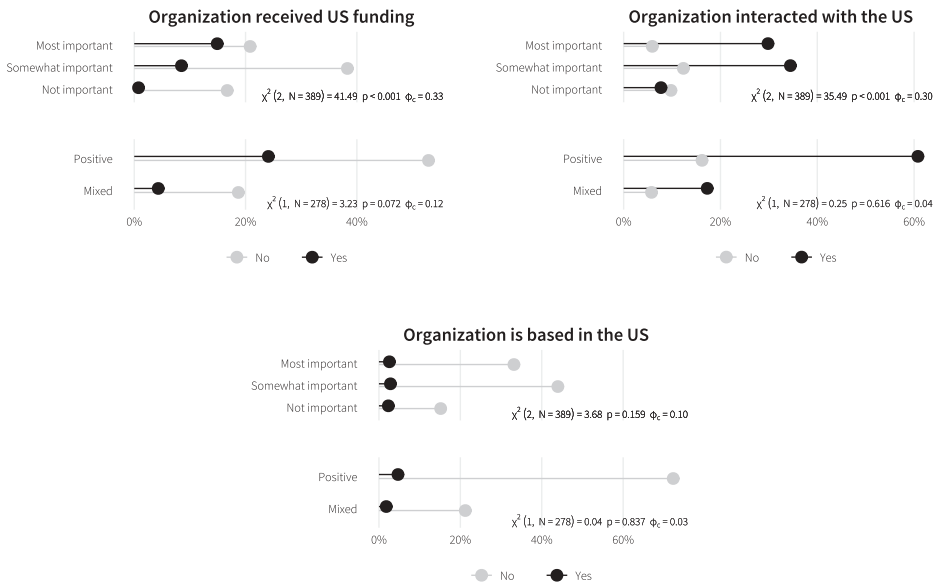 Organization received US funding
Most important
Somewhat important
Not important
χ² (2, N = 389) = 41.49 p < 0.001 ϕc = 0.33
Positive
Mixed
χ² (1, N = 278) = 3.23 p = 0.072 ϕc = 0.12
0% 20% 40%
No Yes
Organization interacted with the US
Most important
Somewhat important
Not important
χ² (2, N = 389) = 35.49 p < 0.001 ϕc = 0.30
Positive
Mixed
χ² (1, N = 278) = 0.25 p = 0.616 ϕc = 0.04
0% 20% 40% 60%
No Yes
Organization is based in the US
Most important
Somewhat important
Not important
χ² (2, N = 389) = 3.68 p = 0.159 ϕc = 0.10
Positive
Mixed
χ² (1, N = 278) = 0.04 p = 0.837 ϕc = 0.03
0% 20% 40% 60%
No Yes